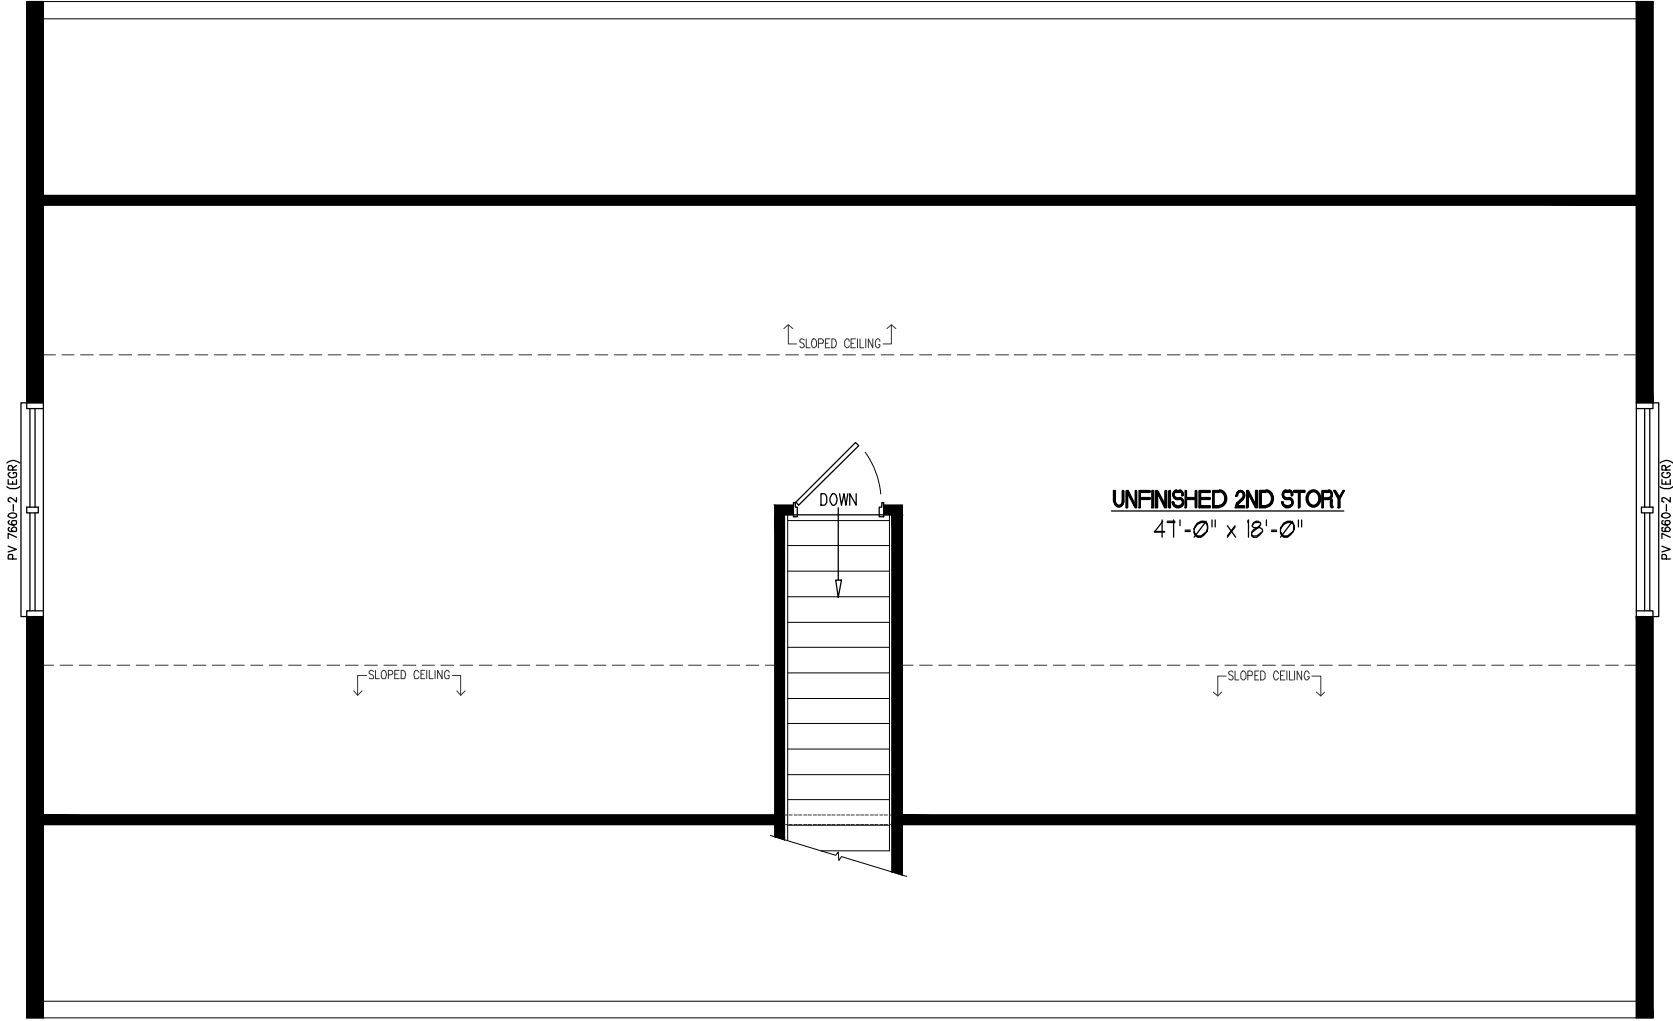 SLOPED CEILING
PV 7660-2 (EGR)
DOWN
UNFINISHED 2ND STORY
47'-0" x 18'-0"
PV 7660-2 (EGR)
SLOPED CEILING
SLOPED CEILING